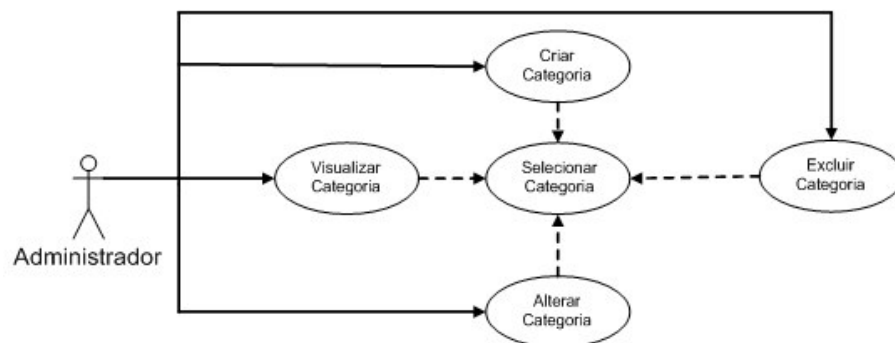 Criar
Categoria
Visualizar
Categoria
Selecionar
Categoria
Excluir
Categoria
Administrador
Alterar
Categoria